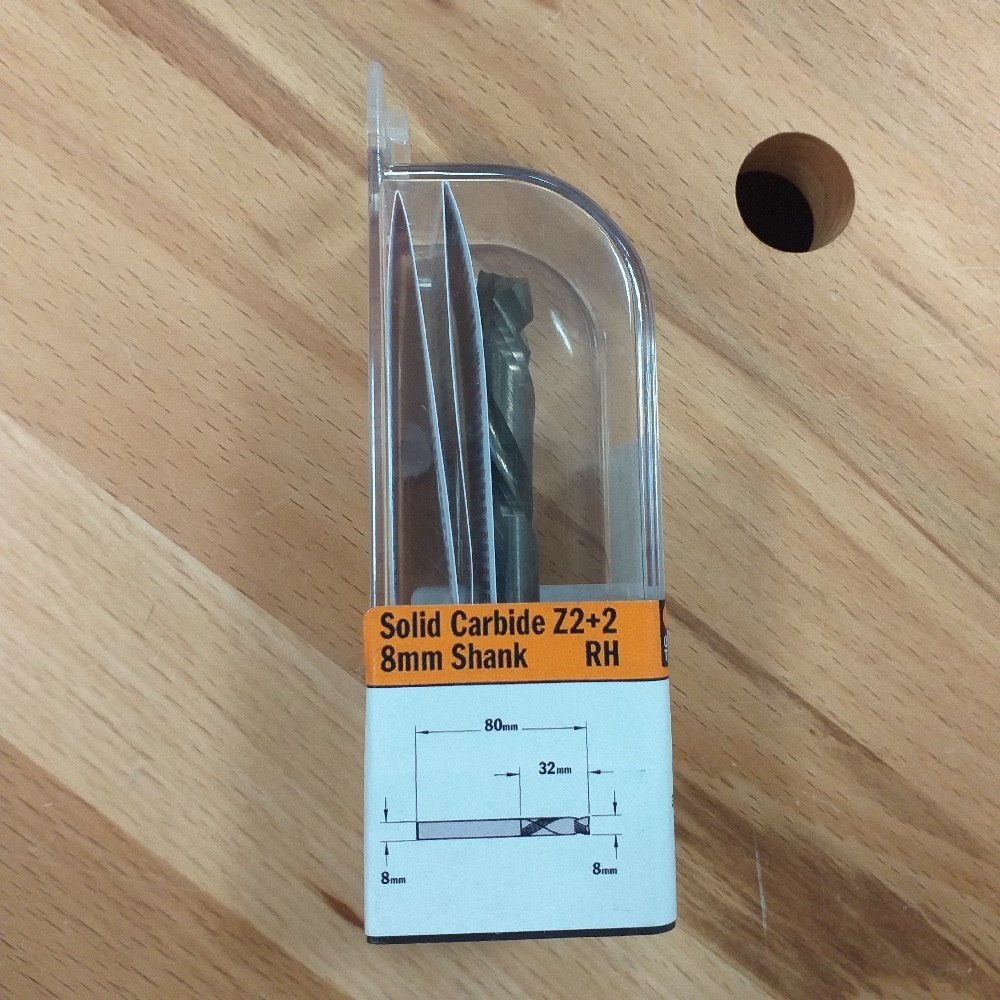 Solid Carbide Z2+2
8mm Shank RH
80mm
32mm
8mm
8mm